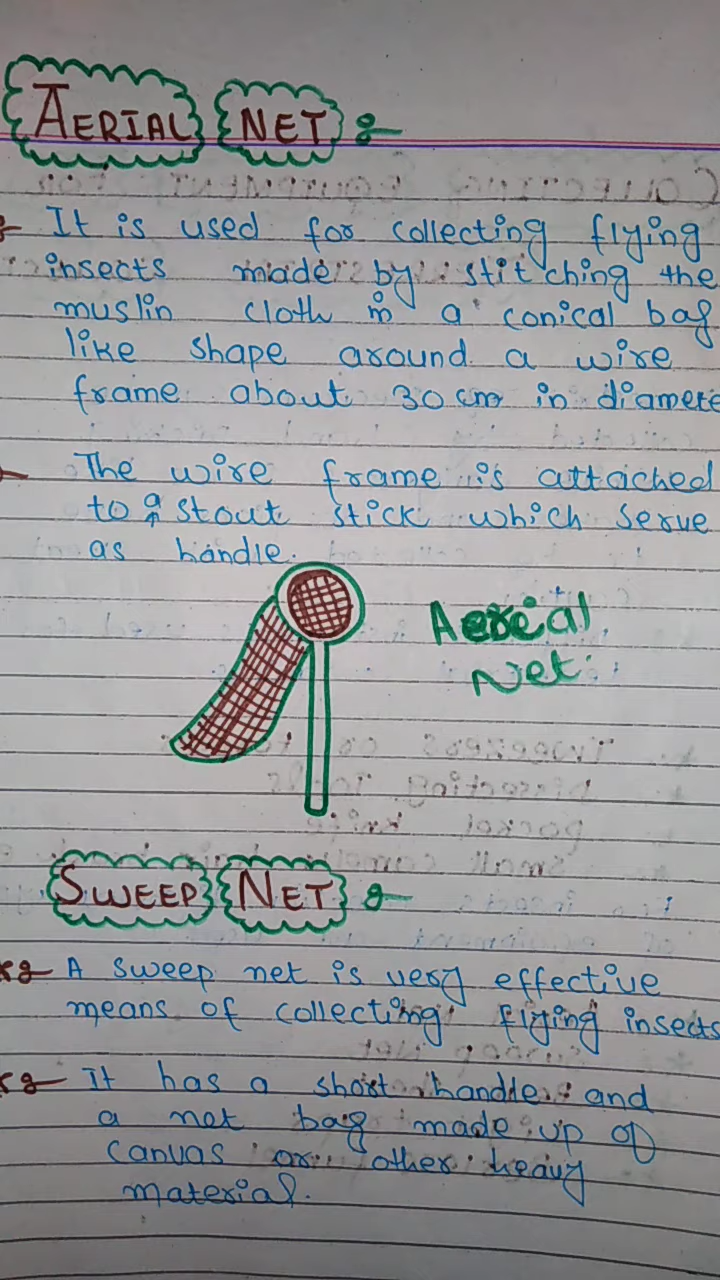 AERIAL NET :-
:- It is used for collecting flying
insects made by stitching the
muslin cloth in a conical bag
like shape around a wire
frame about 30 cm in diamete
- The wire frame is attached
to a stout stick which serve
as handle.
Aereial
Net
SWEEP NET :-
:- A sweep net is very effective
means of collecting flying insects
:- It has a short handle and
a net bag made up of
canvas or other heavy
material.